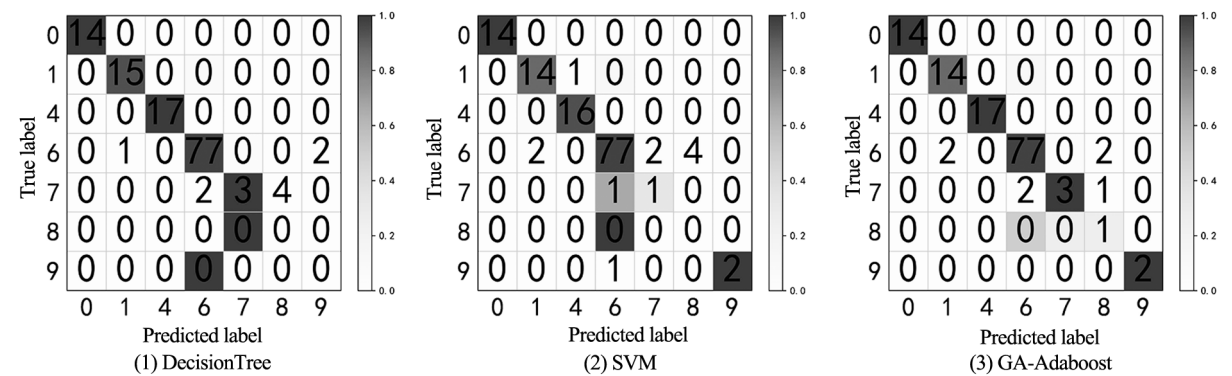 0 14 0 0 0 0 0 0
1 0 15 0 0 0 0 0
4 0 0 17 0 0 0 0
6 0 1 0 77 0 0 2
7 0 0 0 2 3 4 0
8 0 0 0 0 0 0 0
9 0 0 0 0 0 0 0
0 1 4 6 7 8 9
True label
Predicted label
1.0
0.8
0.6
0.4
0.2
0.0
(1) DecisionTree
0 14 0 0 0 0 0 0
1 0 14 1 0 0 0 0
4 0 0 16 0 0 0 0
6 0 2 0 77 2 4 0
7 0 0 0 1 1 0 0
8 0 0 0 0 0 0 0
9 0 0 0 1 0 0 2
0 1 4 6 7 8 9
True label
Predicted label
1.0
0.8
0.6
0.4
0.2
0.0
(2) SVM
0 14 0 0 0 0 0 0
1 0 14 0 0 0 0 0
4 0 0 17 0 0 0 0
6 0 2 0 77 0 2 0
7 0 0 0 2 3 1 0
8 0 0 0 0 0 1 0
9 0 0 0 0 0 0 2
0 1 4 6 7 8 9
True label
Predicted label
1.0
0.8
0.6
0.4
0.2
0.0
(3) GA-Adaboost